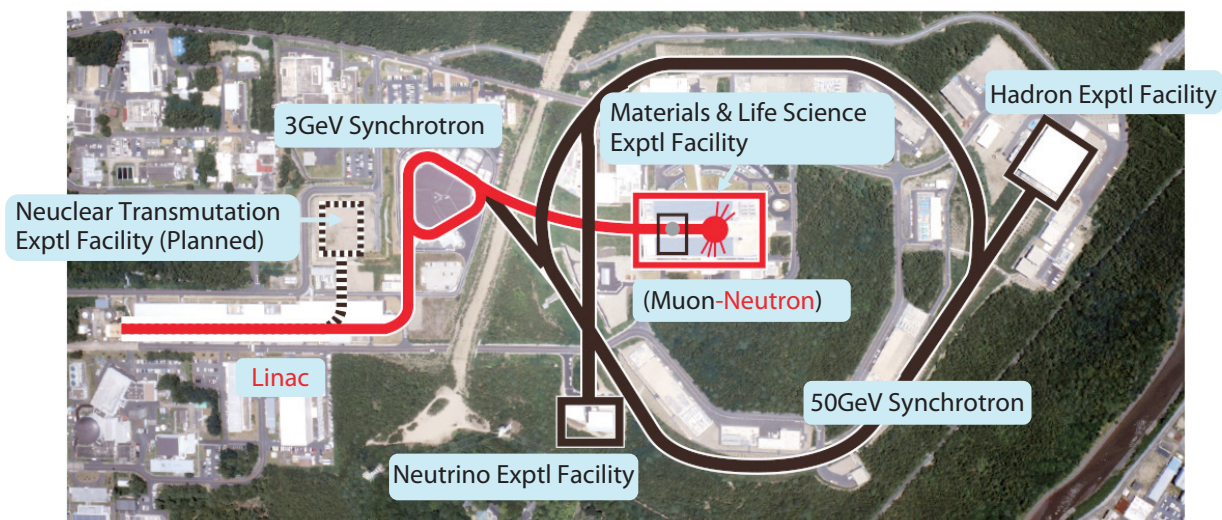 Hadron Exptl Facility
Materials & Life Science
Exptl Facility
3GeV Synchrotron
Neuclear Transmutation
Exptl Facility (Planned)
(Muon-Neutron)
Linac
50GeV Synchrotron
Neutrino Exptl Facility